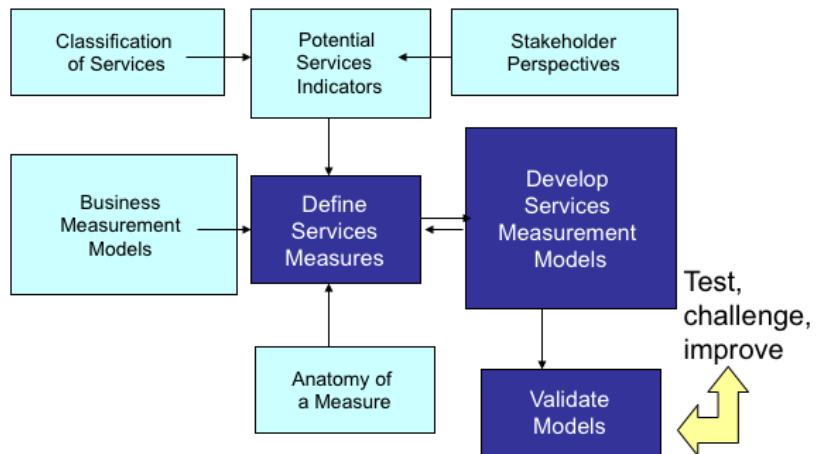 Classification
of Services
Potential
Services
Indicators
Stakeholder
Perspectives
Business
Measurement
Models
Define
Services
Measures
Develop
Services
Measurement
Models
Test,
challenge,
improve
Anatomy of
a Measure
Validate
Models